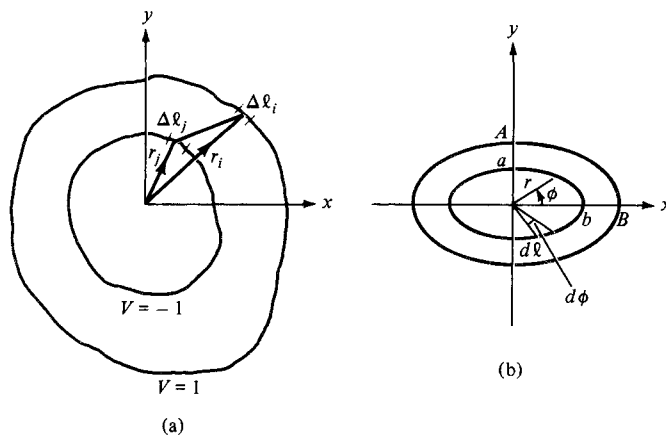 y
Δℓi
Δℓj
rj
ri
x
V = −1
V = 1
(a)
y
A
a
r
ϕ
x
b
B
dℓ
dϕ
(b)